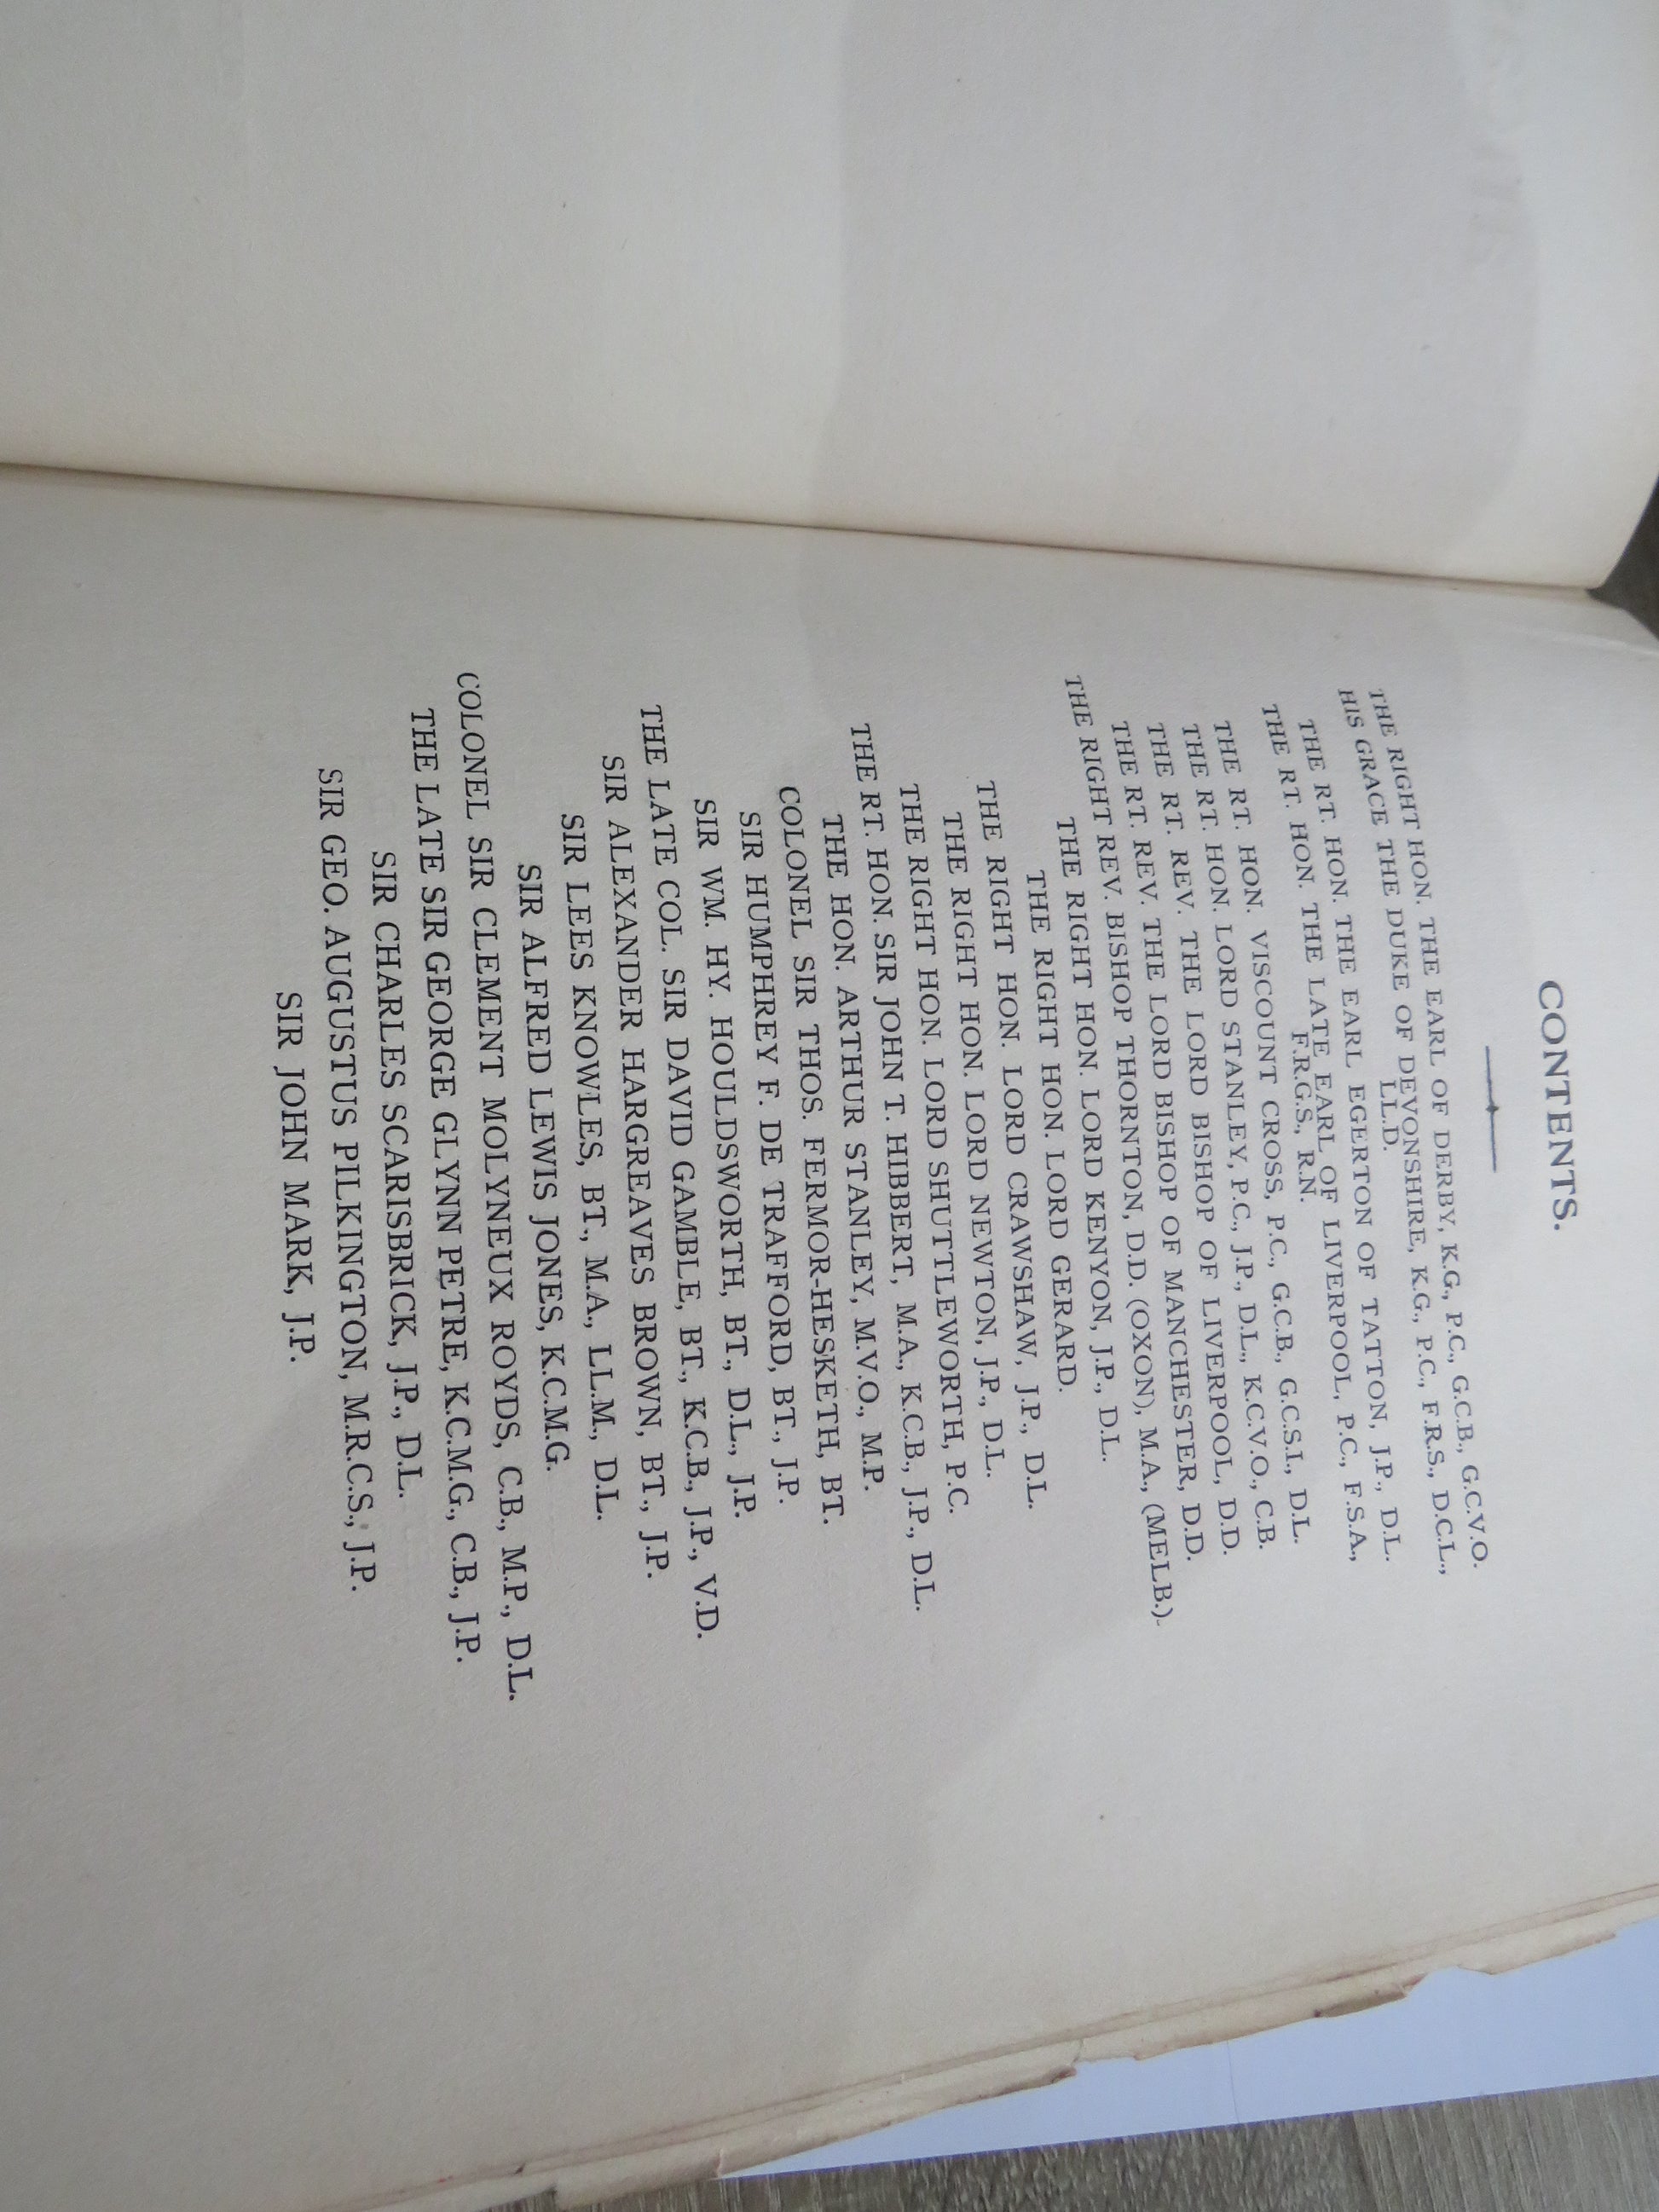 CONTENTS.
THE RIGHT HON. THE EARL OF DERBY, K.G., P.C., G.C.B., G.C.V.O.
HIS GRACE THE DUKE OF DEVONSHIRE, K.G., P.C., F.R.S., D.C.L.,
LL.D.
THE RT. HON. THE EARL EGERTON OF TATTON, J.P., D.L.
THE RT. HON. THE LATE EARL OF LIVERPOOL, P.C., F.S.A.,
F.R.G.S., R.N.
THE RT. HON. VISCOUNT CROSS, P.C., G.C.B., G.C.S.I., D.L.
THE RT. HON. LORD STANLEY, P.C., J.P., D.L., K.C.V.O., C.B.
THE RT. REV. THE LORD BISHOP OF LIVERPOOL, D.D.
THE RT. REV. THE LORD BISHOP OF MANCHESTER, D.D.
THE RIGHT REV. BISHOP THORNTON, D.D. (OXON), M.A., (MELB.).
THE RIGHT HON. LORD KENYON, J.P., D.L.
THE RIGHT HON. LORD GERARD.
THE RIGHT HON. LORD CRAWSHAW, J.P., D.L.
THE RIGHT HON. LORD NEWTON, J.P., D.L.
THE RIGHT HON. LORD SHUTTLEWORTH, P.C.
THE RT. HON. SIR JOHN T. HIBBERT, M.A., K.C.B., J.P., D.L.
THE HON. ARTHUR STANLEY, M.V.O., M.P.
COLONEL SIR THOS. FERMOR-HESKETH, BT.
SIR HUMPHREY F. DE TRAFFORD, BT., J.P.
SIR WM. HY. HOULDSWORTH, BT., D.L., J.P.
THE LATE COL. SIR DAVID GAMBLE, BT., K.C.B., J.P., V.D.
SIR ALEXANDER HARGREAVES BROWN, BT., J.P.
SIR LEES KNOWLES, BT., M.A., LL.M., D.L.
SIR ALFRED LEWIS JONES, K.C.M.G.
COLONEL SIR CLEMENT MOLYNEUX ROYDS, C.B., M.P., D.L.
THE LATE SIR GEORGE GLYNN PETRE, K.C.M.G., C.B., J.P.
SIR CHARLES SCARISBRICK, J.P., D.L.
SIR GEO. AUGUSTUS PILKINGTON, M.R.C.S., J.P.
SIR JOHN MARK, J.P.